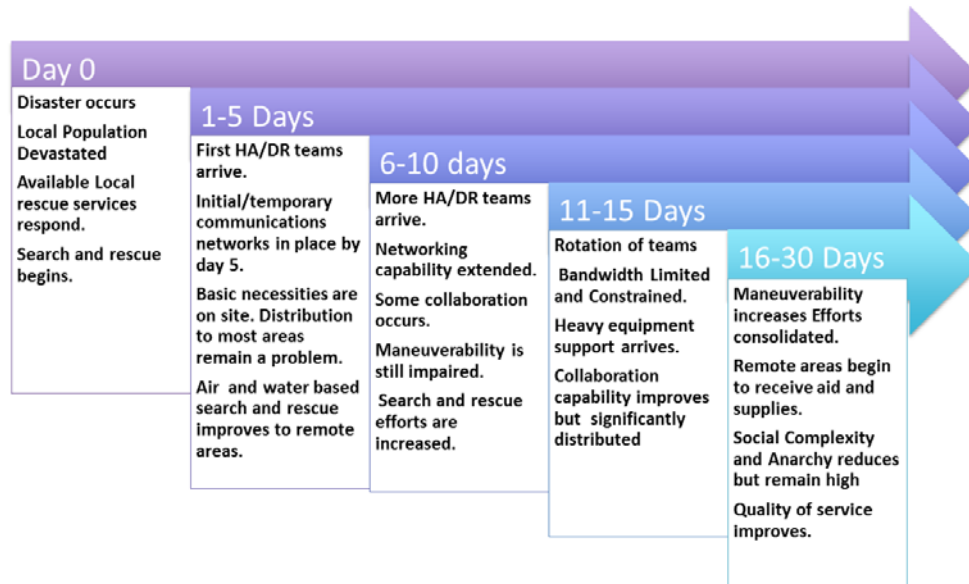 Day 0
Disaster occurs
Local Population
Devastated
Available Local
rescue services
respond.
Search and rescue
begins.
1-5 Days
First HA/DR teams
arrive.
Initial/temporary
communications
networks in place by
day 5.
Basic necessities are
on site. Distribution
to most areas
remain a problem.
Air and water based
search and rescue
improves to remote
areas.
6-10 days
More HA/DR teams
arrive.
Networking
capability extended.
Some collaboration
occurs.
Maneuverability is
still impaired.
Search and rescue
efforts are
increased.
11-15 Days
Rotation of teams
Bandwidth Limited
and Constrained.
Heavy equipment
support arrives.
Collaboration
capability improves
but significantly
distributed
16-30 Days
Maneuverability
increases Efforts
consolidated.
Remote areas begin
to receive aid and
supplies.
Social Complexity
and Anarchy reduces
but remain high
Quality of service
improves.